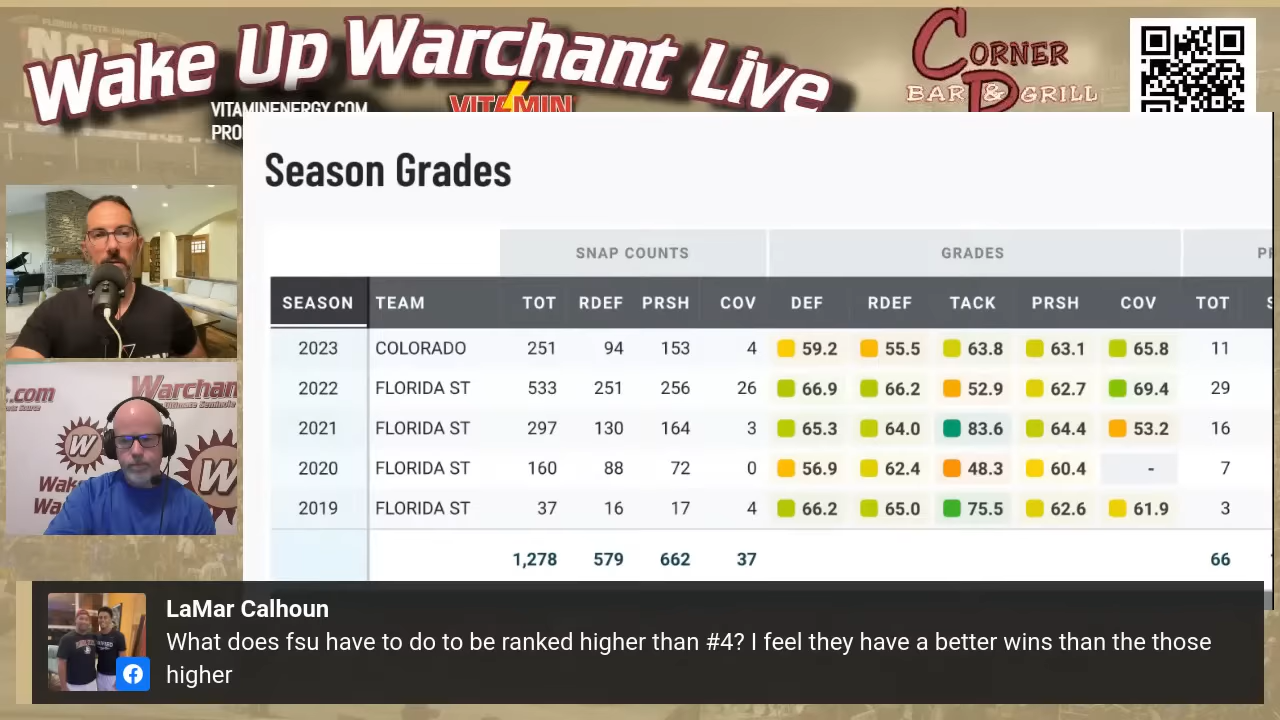 Wake Up Warchant Live
VITAMINENERGY.COM
PRO
VITAMIN
CORNER
BAR & GRILL
Season Grades
SNAP COUNTS GRADES
SEASON TEAM TOT RDEF PRSH COV DEF RDEF TACK PRSH COV TOT
2023 COLORADO 251 94 153 4 59.2 55.5 63.8 63.1 65.8 11
2022 FLORIDA ST 533 251 256 26 66.9 66.2 52.9 62.7 69.4 29
2021 FLORIDA ST 297 130 164 3 65.3 64.0 83.6 64.4 53.2 16
2020 FLORIDA ST 160 88 72 0 56.9 62.4 48.3 60.4 - 7
2019 FLORIDA ST 37 16 17 4 66.2 65.0 75.5 62.6 61.9 3
1,278 579 662 37 66
.com
Warchant
W
W
LaMar Calhoun
What does fsu have to do to be ranked higher than #4? I feel they have a better wins than the those
higher